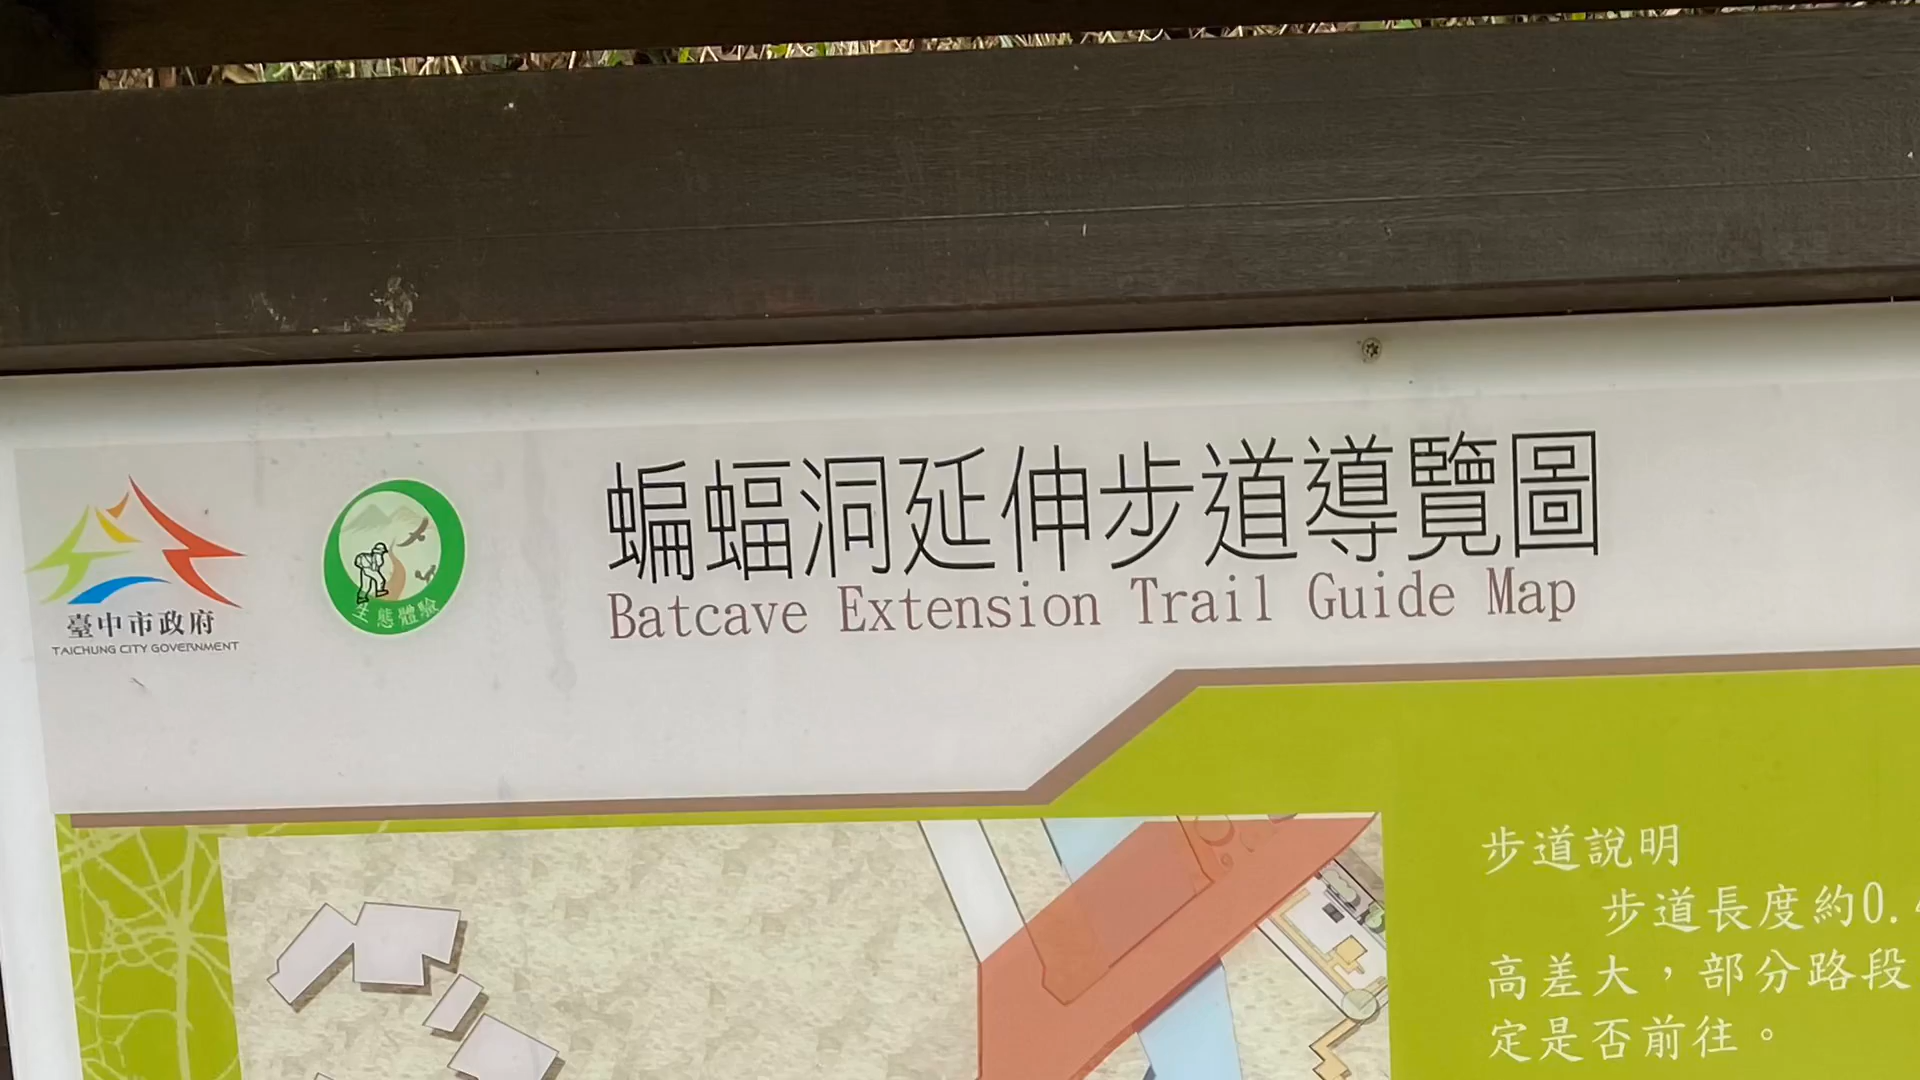 蝙蝠洞延伸步道導覽圖
Batcave Extension Trail Guide Map
臺中市政府
TAICHUNG CITY GOVERNMENT
生態體驗
步道說明
步道長度約0.
高差大，部分路段
定是否前往。